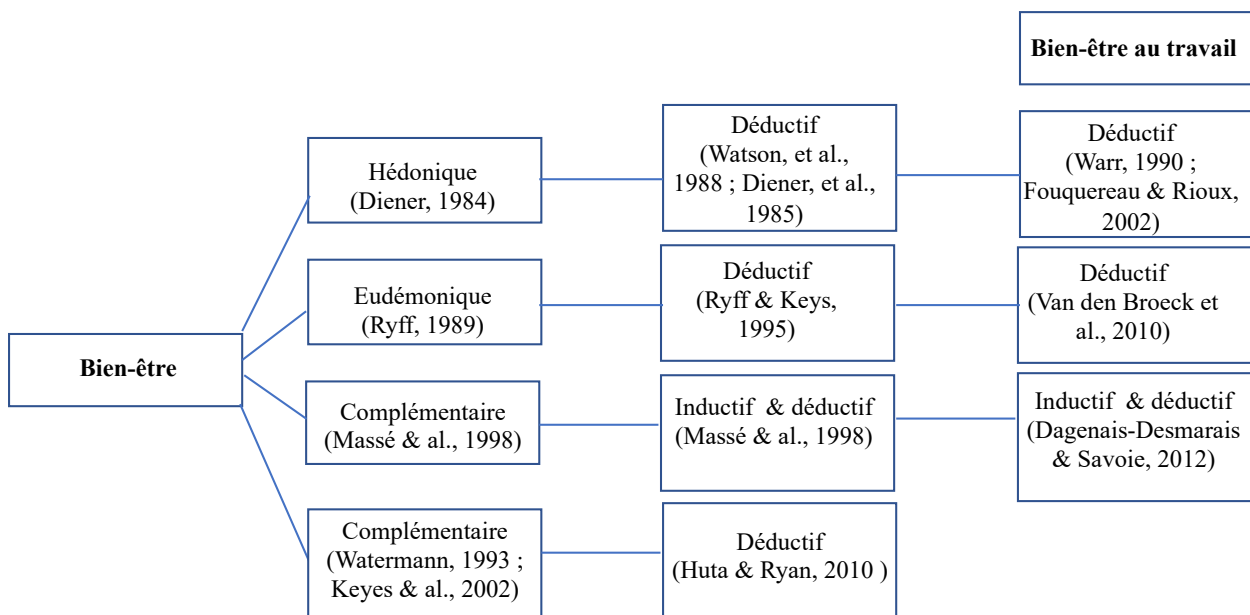 Bien-être au travail
Hédonique
(Diener, 1984)
Déductif
(Watson, et al.,
1988 ; Diener, et al.,
1985)
Déductif
(Warr, 1990 ;
Fouquereau & Rioux,
2002)
Eudémonique
(Ryff, 1989)
Déductif
(Ryff & Keys,
1995)
Déductif
(Van den Broeck et
al., 2010)
Bien-être
Complémentaire
(Massé & al., 1998)
Inductif & déductif
(Massé & al., 1998)
Inductif & déductif
(Dagenais-Desmarais
& Savoie, 2012)
Complémentaire
(Watermann, 1993 ;
Keyes & al., 2002)
Déductif
(Huta & Ryan, 2010 )